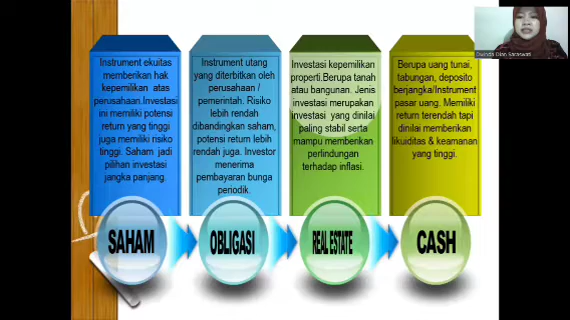 Instrument ekuitas
memberikan hak
kepemilikan atas
perusahaan.Investasi
ini memiliki potensi
return yang tinggi
juga memiliki risiko
tinggi. Saham jadi
pilihan investasi
jangka panjang.
SAHAM
Instrument utang
yang diterbitkan oleh
perusahaan /
pemerintah. Risiko
lebih rendah
dibandingkan saham,
potensi return lebih
rendah juga. Investor
menerima
pembayaran bunga
periodik.
OBLIGASI
Investasi kepemilikan
properti.Berupa tanah
atau bangunan. Jenis
investasi merupakan
investasi yang dinilai
paling stabil serta
mampu memberikan
perlindungan
terhadap inflasi.
REAL ESTATE
Berupa uang tunai,
tabungan, deposito
berjangka/Instrument
pasar uang. Memiliki
return terendah tapi
dinilai memberikan
likuiditas & keamanan
yang tinggi.
CASH
Dwinda Dian Saraswati